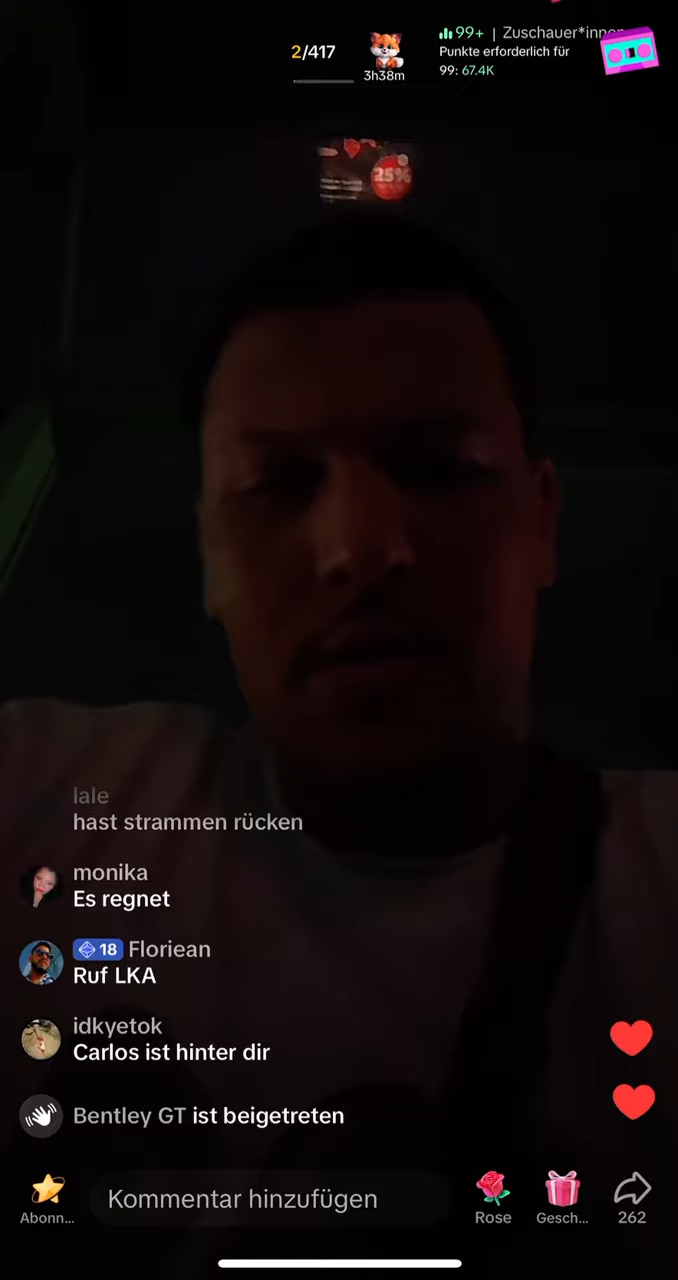 2/417
3h38m
99+ | Zuschauer*innen
Punkte erforderlich für
99: 67.4K
25%
lale
hast strammen rücken
monika
Es regnet
18 Floriean
Ruf LKA
idkyetok
Carlos ist hinter dir
Bentley GT ist beigetreten
Abonn...
Kommentar hinzufügen
Rose
Gesch...
262